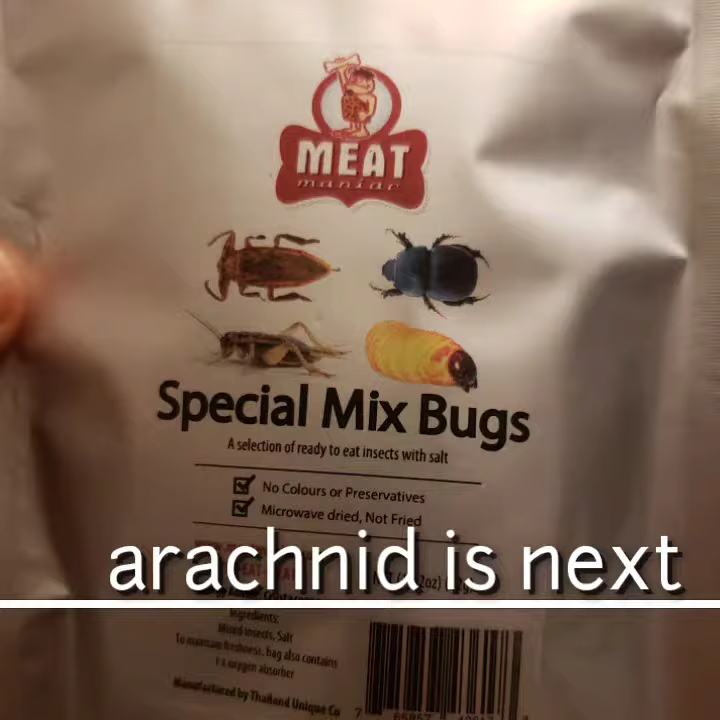 MEAT
maniac
Special Mix Bugs
A selection of ready to eat insects with salt
No Colours or Preservatives
Microwave dried, Not Fried
arachnid is next
Ingredients:
Mixed insects, Salt
To maintain freshness, bag also contains
1 x oxygen absorber
Manufactured by Thailand Unique Co